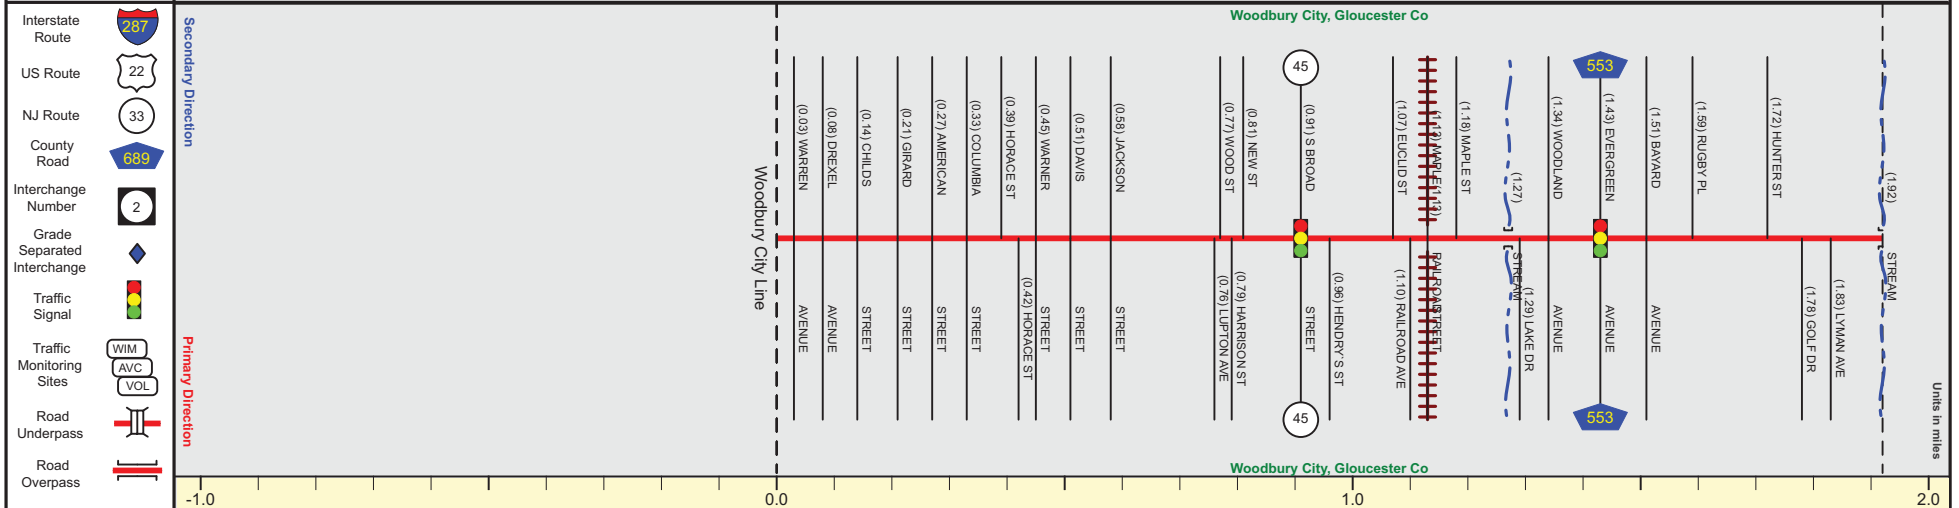 Interstate
Route
287
US Route
22
NJ Route
33
County
Road
689
Interchange
Number
2
Grade
Separated
Interchange
Traffic
Signal
Traffic
Monitoring
Sites
WIM
AVC
VOL
Road
Underpass
Road
Overpass
Secondary Direction
Primary Direction
Woodbury City, Gloucester Co
Woodbury City Line
(0.03) WARREN AVENUE
(0.08) DREXEL AVENUE
(0.14) CHILDS STREET
(0.21) GIRARD STREET
(0.27) AMERICAN STREET
(0.33) COLUMBIA STREET
(0.39) HORACE ST
(0.42) HORACE ST
(0.45) WARNER STREET
(0.51) DAVIS STREET
(0.58) JACKSON STREET
(0.76) LUPTON AVE
(0.77) WOOD ST
(0.79) HARRISON ST
(0.81) NEW ST
45
(0.91) S BROAD STREET
45
(0.96) HENDRY'S ST
(1.07) EUCLID ST
(1.10) RAILROAD AVE
(1.13) MAPLE STREET
(1.13) RAILROAD
(1.18) MAPLE ST
(1.27) STREAM
(1.29) LAKE DR
(1.34) WOODLAND AVENUE
553
(1.43) EVERGREEN AVENUE
553
(1.51) BAYARD AVENUE
(1.59) RUGBY PL
(1.72) HUNTER ST
(1.78) GOLF DR
(1.83) LYMAN AVE
(1.92) STREAM
Units in miles
Woodbury City, Gloucester Co
-1.0
0.0
1.0
2.0